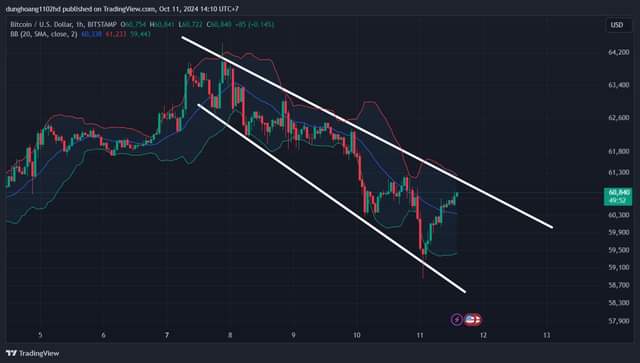 dunghoang1102hd published on TradingView.com, Oct 11, 2024 14:10 UTC+7
Bitcoin / U.S. Dollar, 1h, BITSTAMP O60,754 H60,841 L60,722 C60,840 +85 (+0.14%)
BB (20, SMA, close, 2) 60,338 61,233 59,443
USD
64,200
62,600
61,800
61,100
60,840
49:52
60,300
59,900
59,500
59,100
58,700
58,300
57,900
5 6 7 8 9 10 11 12 13
TradingView